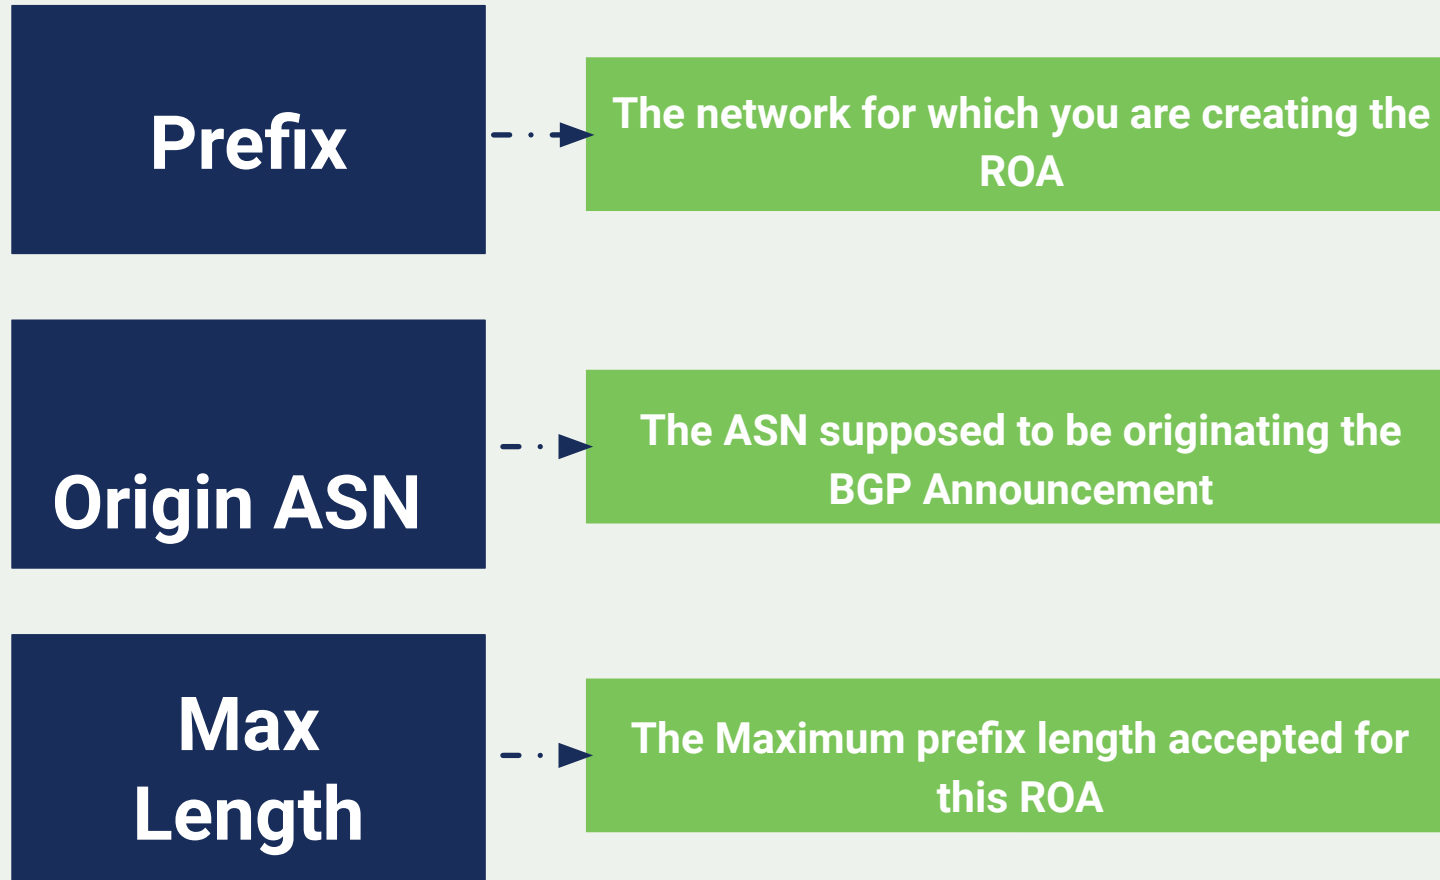 Prefix
The network for which you are creating the
ROA
Origin ASN
The ASN supposed to be originating the
BGP Announcement
Max
Length
The Maximum prefix length accepted for
this ROA